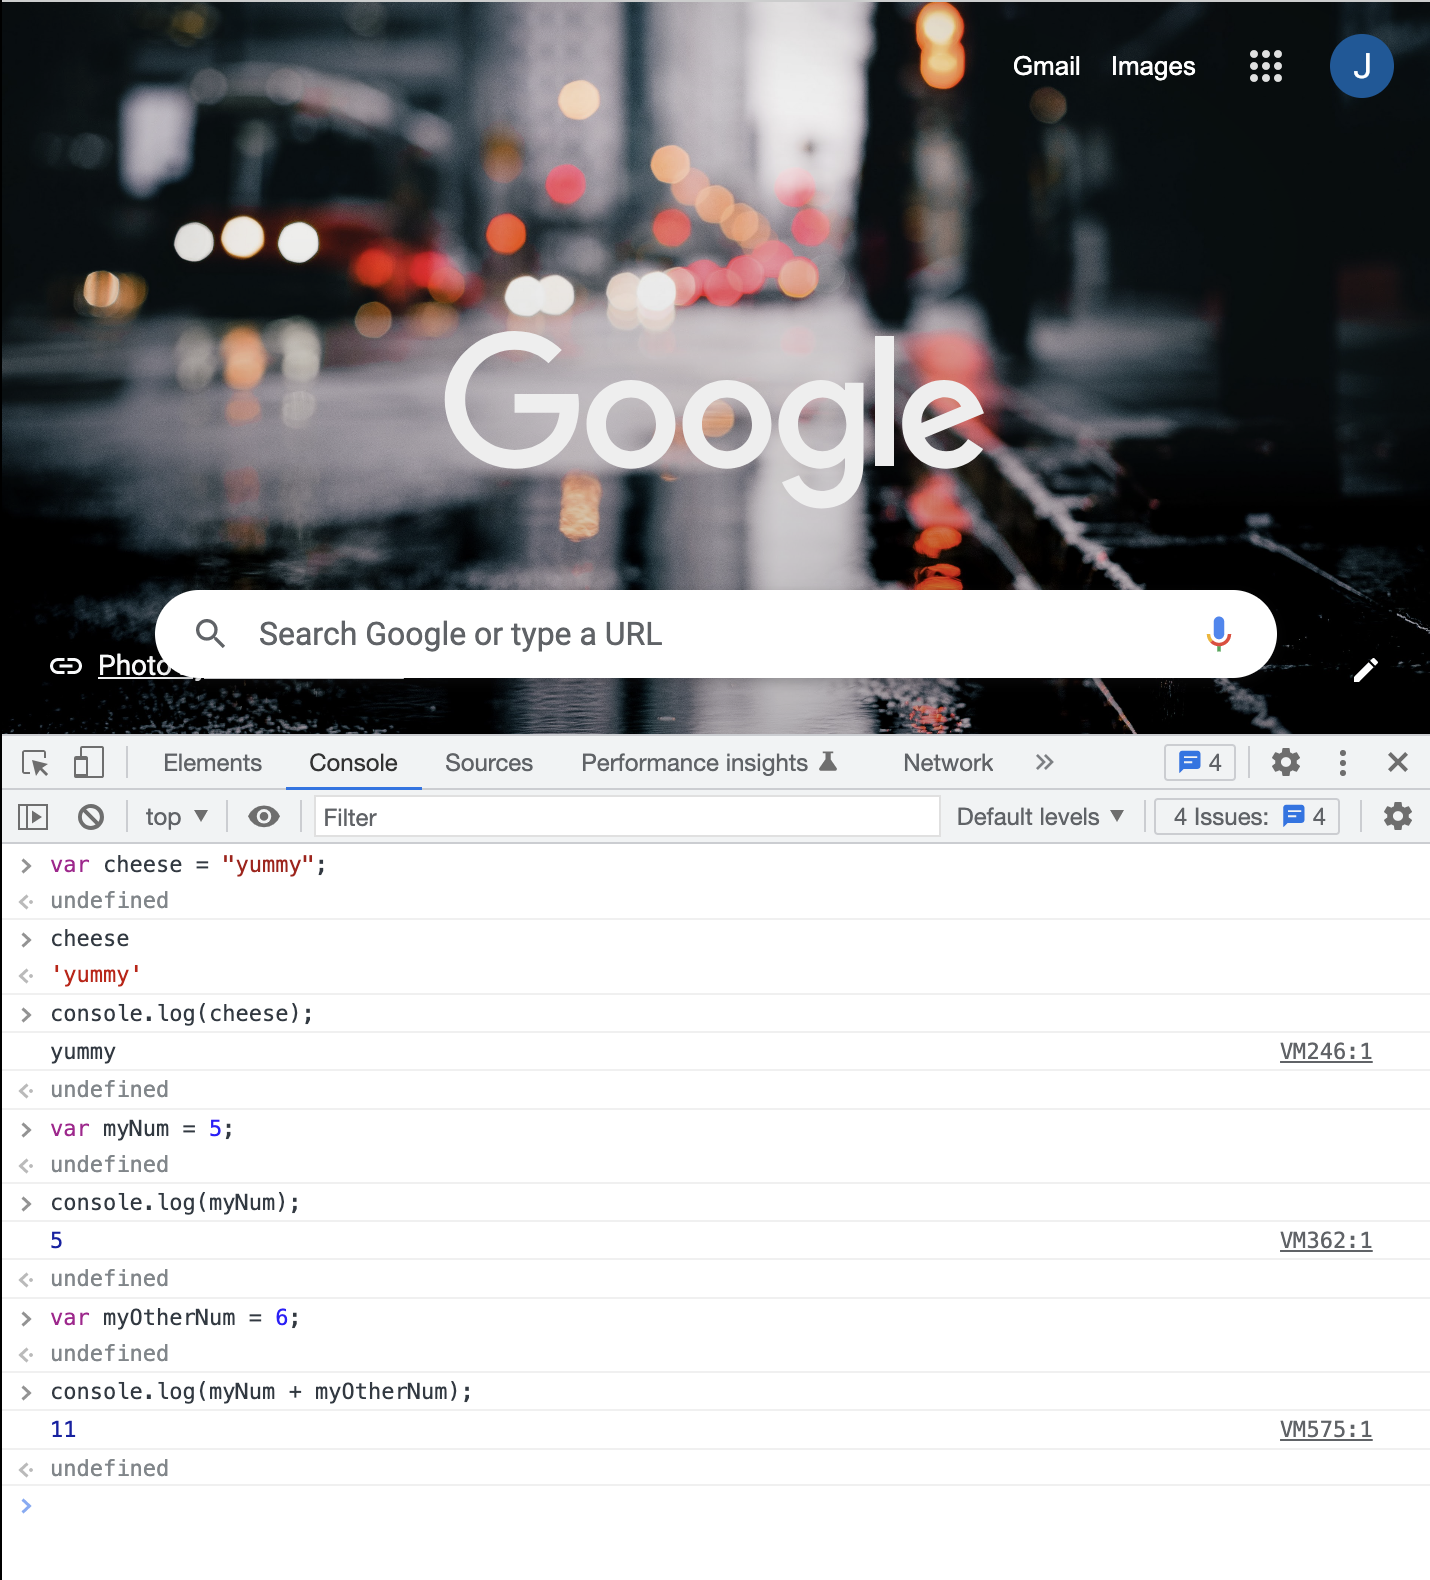 Gmail Images J
Google
Search Google or type a URL
Photo
Elements Console Sources Performance insights Network 4
top Filter Default levels 4 Issues: 4
var cheese = "yummy";
undefined
cheese
'yummy'
console.log(cheese);
yummy VM246:1
undefined
var myNum = 5;
undefined
console.log(myNum);
5 VM362:1
undefined
var myOtherNum = 6;
undefined
console.log(myNum + myOtherNum);
11 VM575:1
undefined